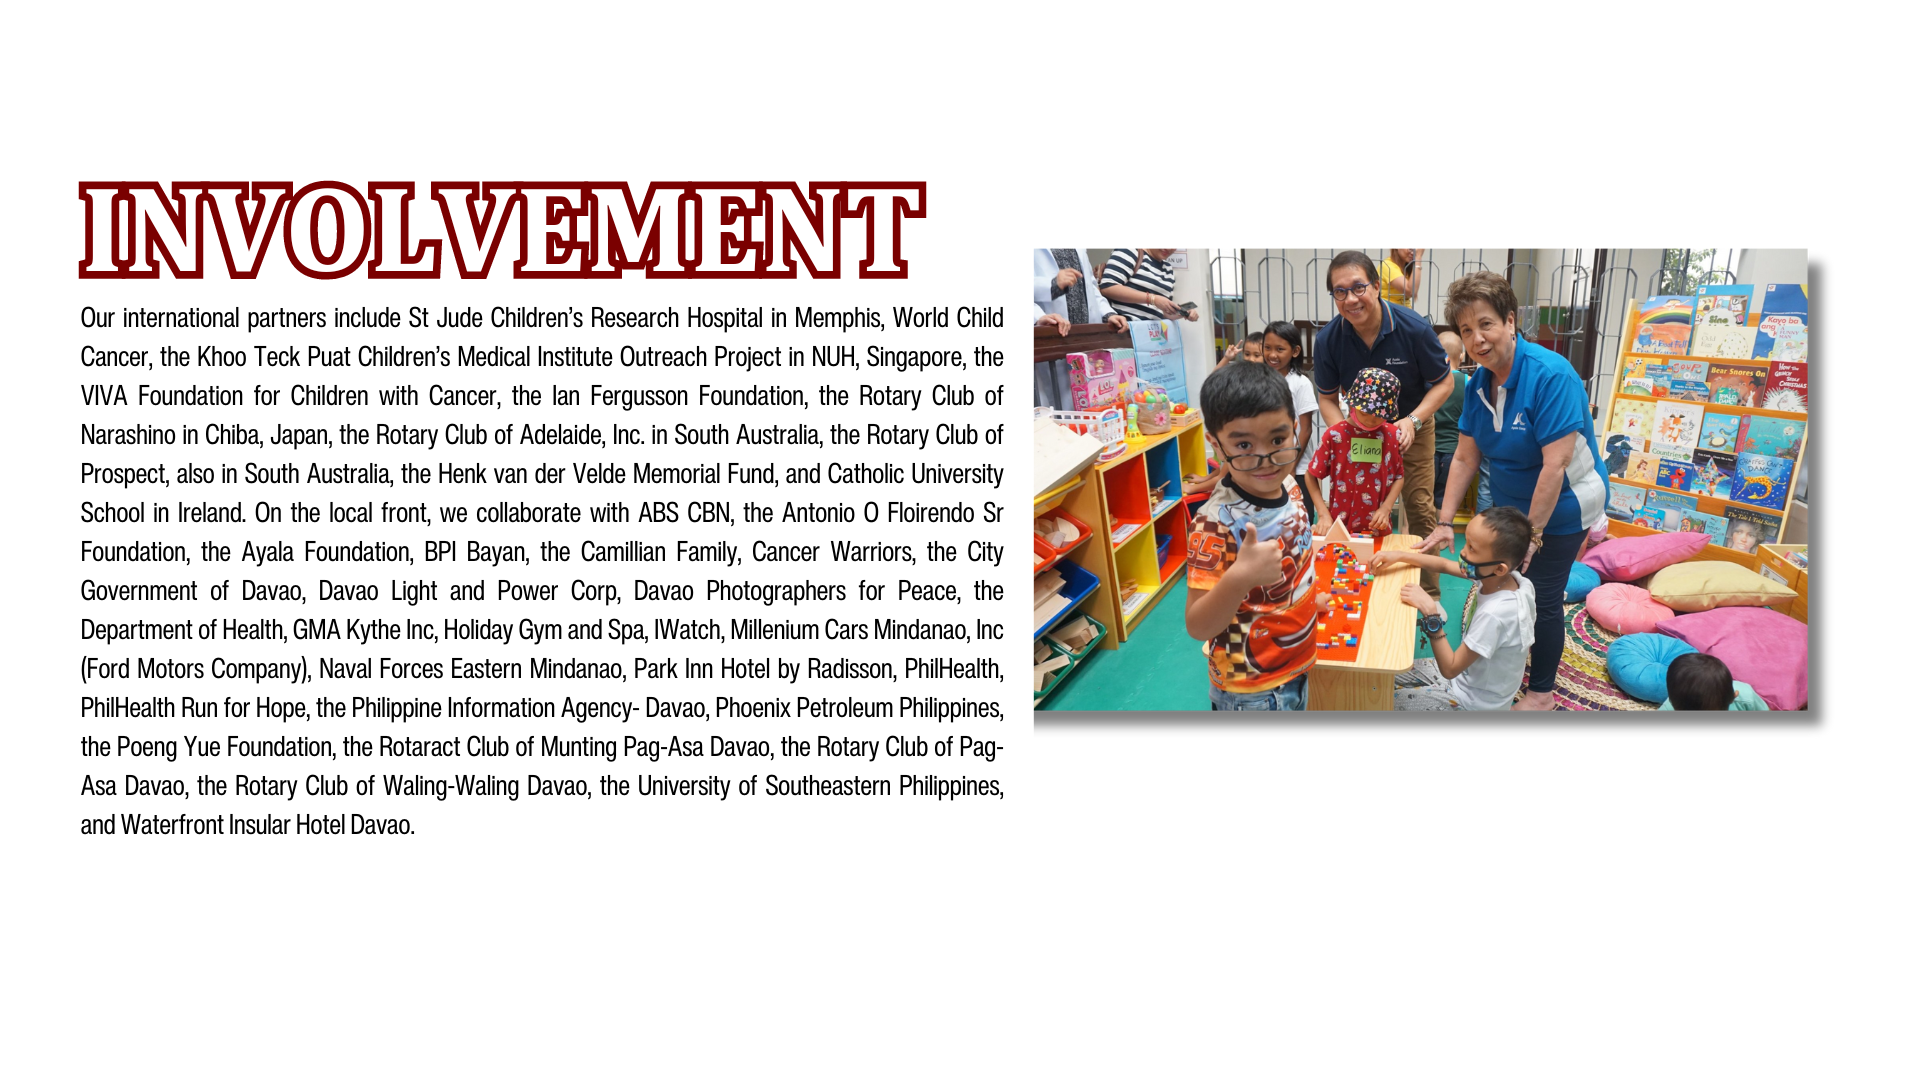 INVOLVEMENT
Our international partners include St Jude Children’s Research Hospital in Memphis, World Child
Cancer, the Khoo Teck Puat Children’s Medical Institute Outreach Project in NUH, Singapore, the
VIVA Foundation for Children with Cancer, the Ian Fergusson Foundation, the Rotary Club of
Narashino in Chiba, Japan, the Rotary Club of Adelaide, Inc. in South Australia, the Rotary Club of
Prospect, also in South Australia, the Henk van der Velde Memorial Fund, and Catholic University
School in Ireland. On the local front, we collaborate with ABS CBN, the Antonio O Floirendo Sr
Foundation, the Ayala Foundation, BPI Bayan, the Camillian Family, Cancer Warriors, the City
Government of Davao, Davao Light and Power Corp, Davao Photographers for Peace, the
Department of Health, GMA Kythe Inc, Holiday Gym and Spa, IWatch, Millenium Cars Mindanao, Inc
(Ford Motors Company), Naval Forces Eastern Mindanao, Park Inn Hotel by Radisson, PhilHealth,
PhilHealth Run for Hope, the Philippine Information Agency- Davao, Phoenix Petroleum Philippines,
the Poeng Yue Foundation, the Rotaract Club of Munting Pag-Asa Davao, the Rotary Club of Pag-
Asa Davao, the Rotary Club of Waling-Waling Davao, the University of Southeastern Philippines,
and Waterfront Insular Hotel Davao.
Eliana
95
Bear Snores On
Countries